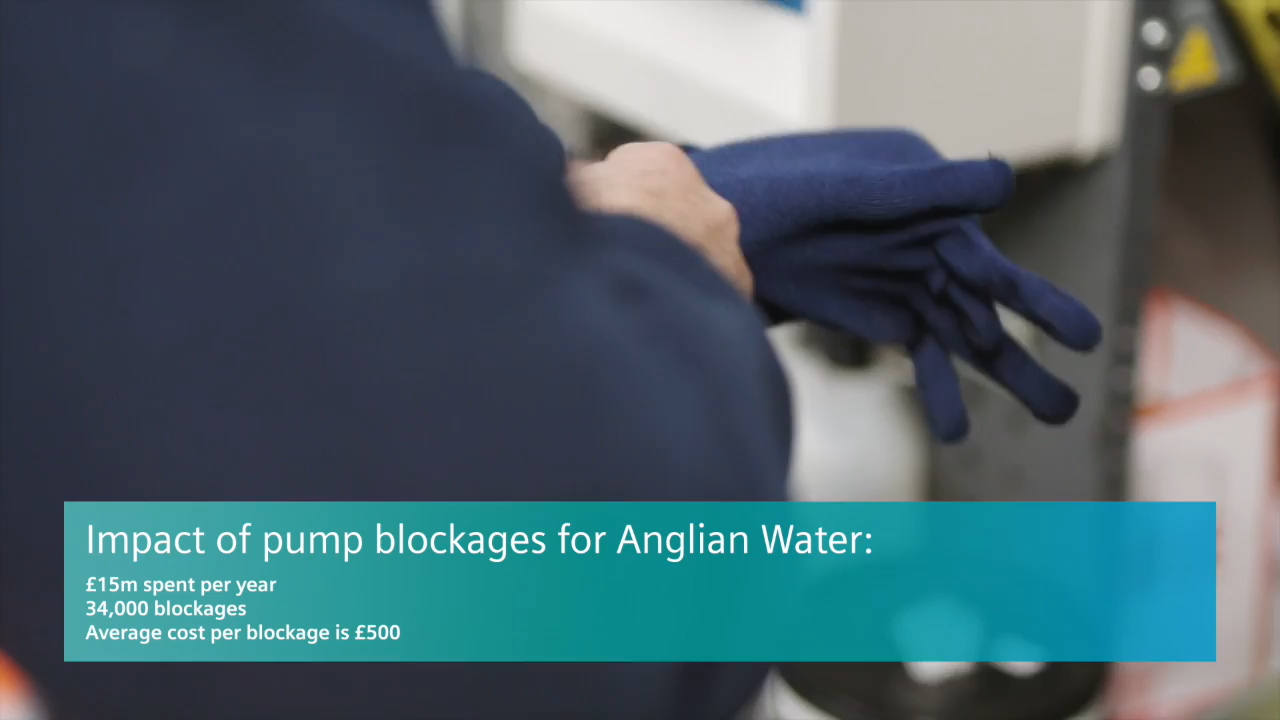 Impact of pump blockages for Anglian Water:
£15m spent per year
34,000 blockages
Average cost per blockage is £500